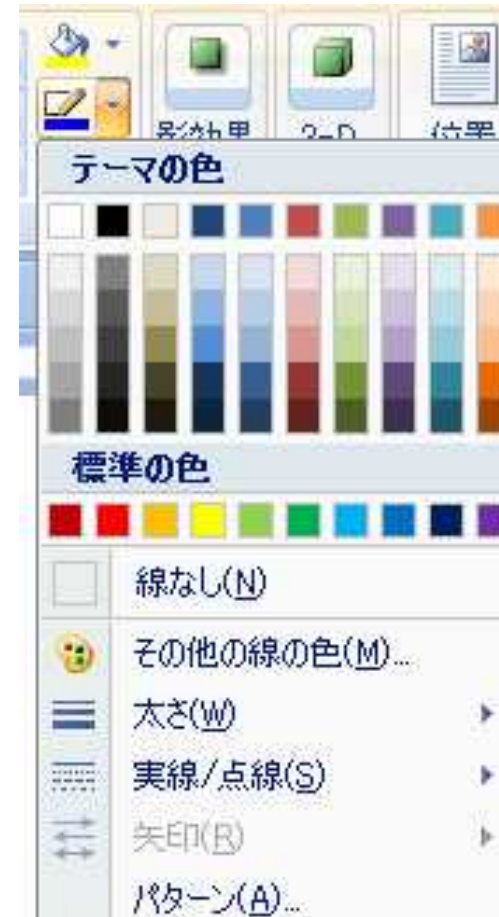 影効果 3-D 位置
テーマの色
標準の色
線なし(N)
その他の線の色(M)...
太さ(W)
実線/点線(S)
矢印(R)
パターン(A)...